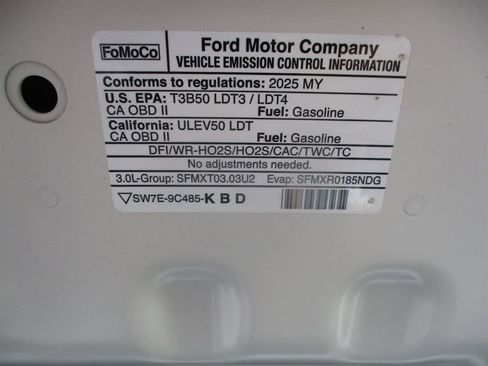 FoMoCo
Ford Motor Company
VEHICLE EMISSION CONTROL INFORMATION
Conforms to regulations: 2025 MY
U.S. EPA: T3B50 LDT3 / LDT4
CA OBD II Fuel: Gasoline
California: ULEV50 LDT
CA OBD II Fuel: Gasoline
DFI/WR-HO2S/HO2S/CAC/TWC/TC
No adjustments needed.
3.0L-Group: SFMXT03.03U2 Evap: SFMXR0185NDG
SW7E-9C485-KBD